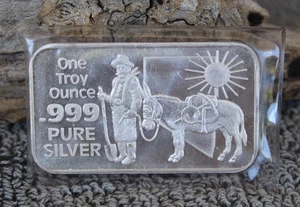 One
Troy
Ounce
.999
PURE
SILVER